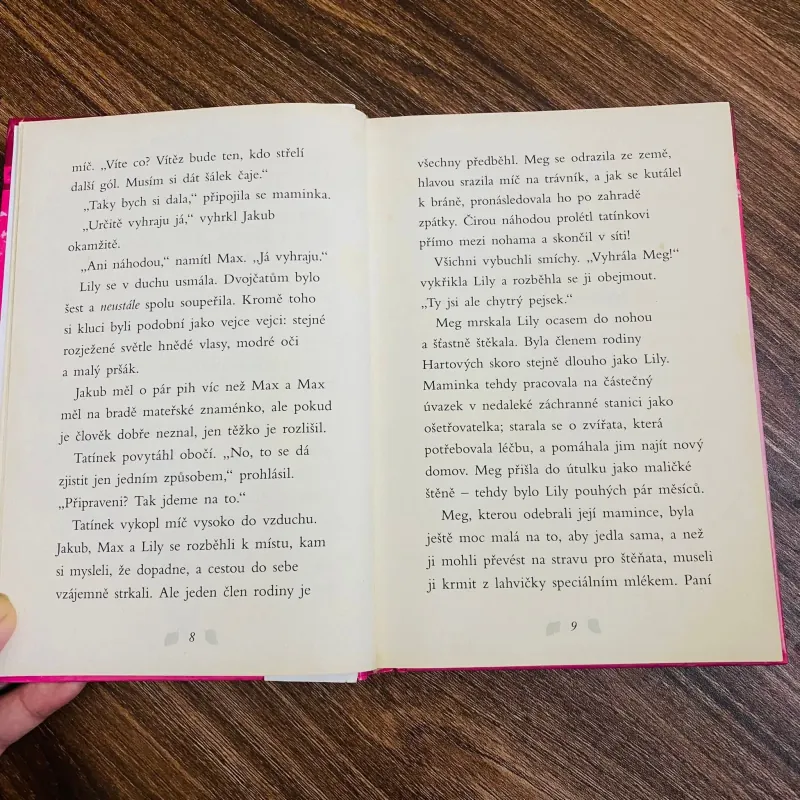 míč. „Víte co? Vítěz bude ten, kdo střelí
další gól. Musím si dát šálek čaje.“
„Taky bych si dala,“ připojila se maminka.
„Určitě vyhraju já,“ vyhrkl Jakub
okamžitě.
„Ani náhodou,“ namítl Max. „Já vyhraju.“
Lily se v duchu usmála. Dvojčatům bylo
šest a neustále spolu soupeřila. Kromě toho
si kluci byli podobní jako vejce vejci: stejné
rozježené světle hnědé vlasy, modré oči
a malý pršák.
Jakub měl o pár pih víc než Max a Max
měl na bradě mateřské znaménko, ale pokud
je člověk dobře neznal, jen těžko je rozlišil.
Tatínek povytáhl obočí. „No, to se dá
zjistit jen jedním způsobem,“ prohlásil.
„Připraveni? Tak jdeme na to.“
Tatínek vykopl míč vysoko do vzduchu.
Jakub, Max a Lily se rozběhli k místu, kam
si mysleli, že dopadne, a cestou do sebe
vzájemně strkali. Ale jeden člen rodiny je
8
všechny předběhl. Meg se odrazila ze země,
hlavou srazila míč na trávník, a jak se kutálel
k bráně, pronásledovala ho po zahradě
zpátky. Čirou náhodou prolétl tatínkovi
přímo mezi nohama a skončil v síti!
Všichni vybuchli smíchy. „Vyhrála Meg!“
vykřikla Lily a rozběhla se ji obejmout.
„Ty jsi ale chytrý pejsek.“
Meg mrskala Lily ocasem do nohou
a šťastně štěkala. Byla členem rodiny
Hartových skoro stejně dlouho jako Lily.
Maminka tehdy pracovala na částečný
úvazek v nedaleké záchranné stanici jako
ošetřovatelka; starala se o zvířata, která
potřebovala léčbu, a pomáhala jim najít nový
domov. Meg přišla do útulku jako maličké
štěně – tehdy bylo Lily pouhých pár měsíců.
Meg, kterou odebrali její mamince, byla
ještě moc malá na to, aby jedla sama, a než
ji mohli převést na stravu pro štěňata, museli
ji krmit z lahvičky speciálním mlékem. Paní
9